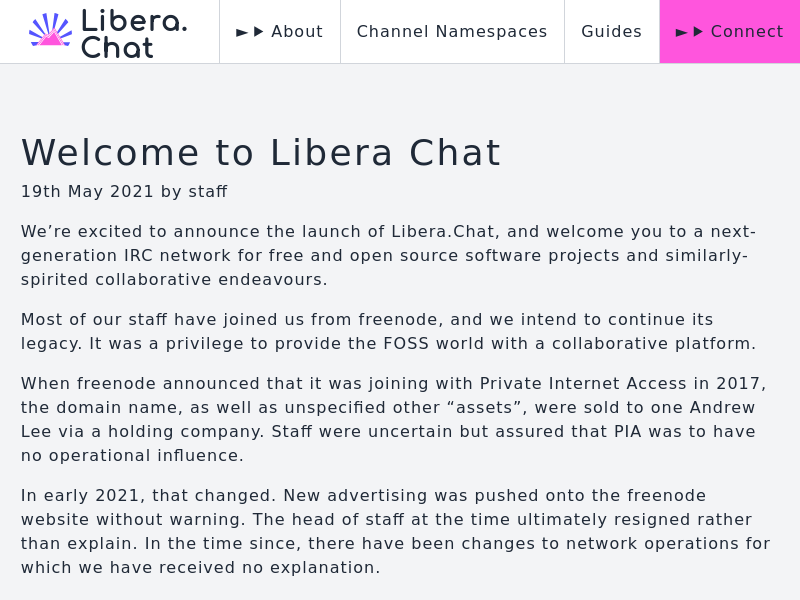 Libera.
Chat
About
Channel Namespaces
Guides
Connect
Welcome to Libera Chat
19th May 2021 by staff
We’re excited to announce the launch of Libera.Chat, and welcome you to a next-
generation IRC network for free and open source software projects and similarly-
spirited collaborative endeavours.
Most of our staff have joined us from freenode, and we intend to continue its
legacy. It was a privilege to provide the FOSS world with a collaborative platform.
When freenode announced that it was joining with Private Internet Access in 2017,
the domain name, as well as unspecified other “assets”, were sold to one Andrew
Lee via a holding company. Staff were uncertain but assured that PIA was to have
no operational influence.
In early 2021, that changed. New advertising was pushed onto the freenode
website without warning. The head of staff at the time ultimately resigned rather
than explain. In the time since, there have been changes to network operations for
which we have received no explanation.